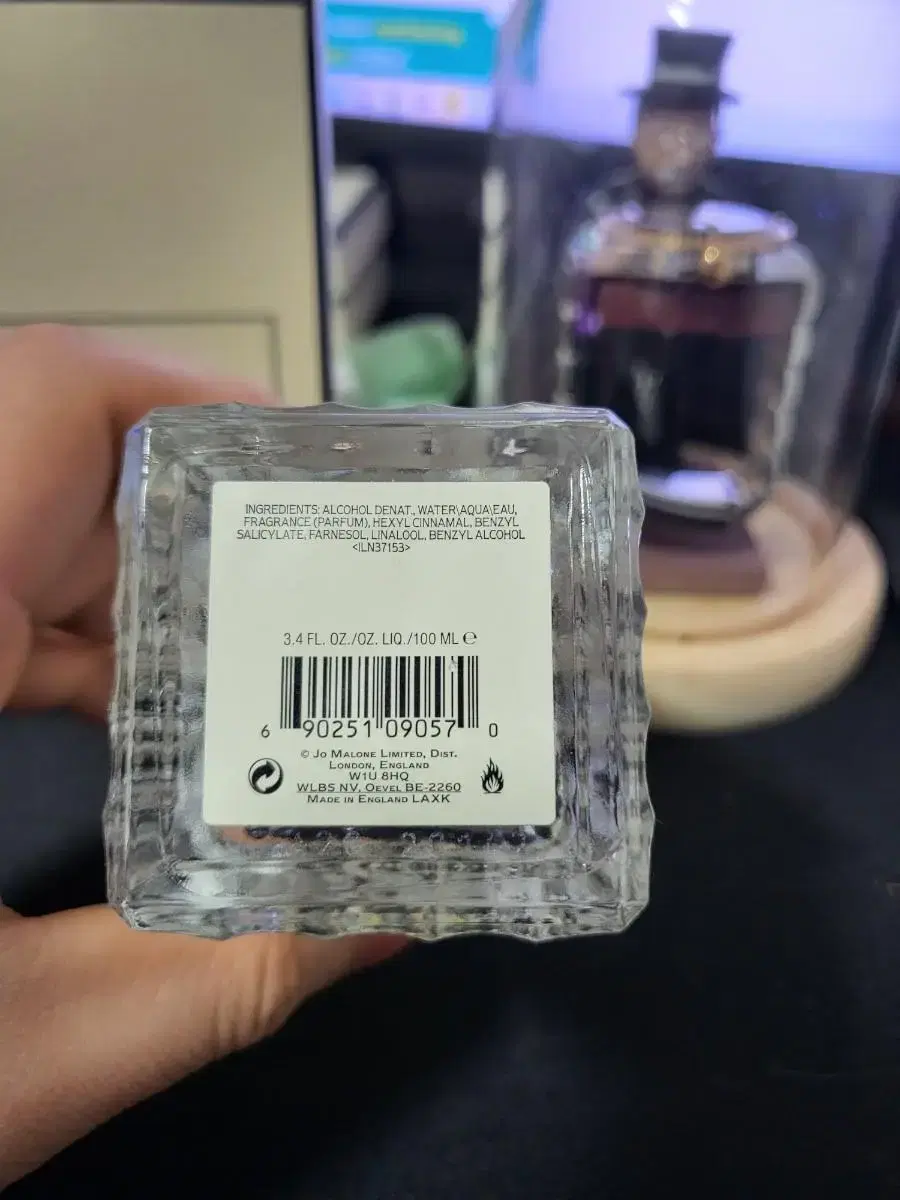 INGREDIENTS: ALCOHOL DENAT., WATER\AQUA\EAU,
FRAGRANCE (PARFUM), HEXYL CINNAMAL, BENZYL
SALICYLATE, FARNESOL, LINALOOL, BENZYL ALCOHOL
<ILN37153>
3.4 FL. OZ./OZ. LIQ./100 ML ℮
6 90251 09057 0
© JO MALONE LIMITED, DIST.
LONDON, ENGLAND
W1U 8HQ
WLBS NV, OEVEL BE-2260
MADE IN ENGLAND LAXK